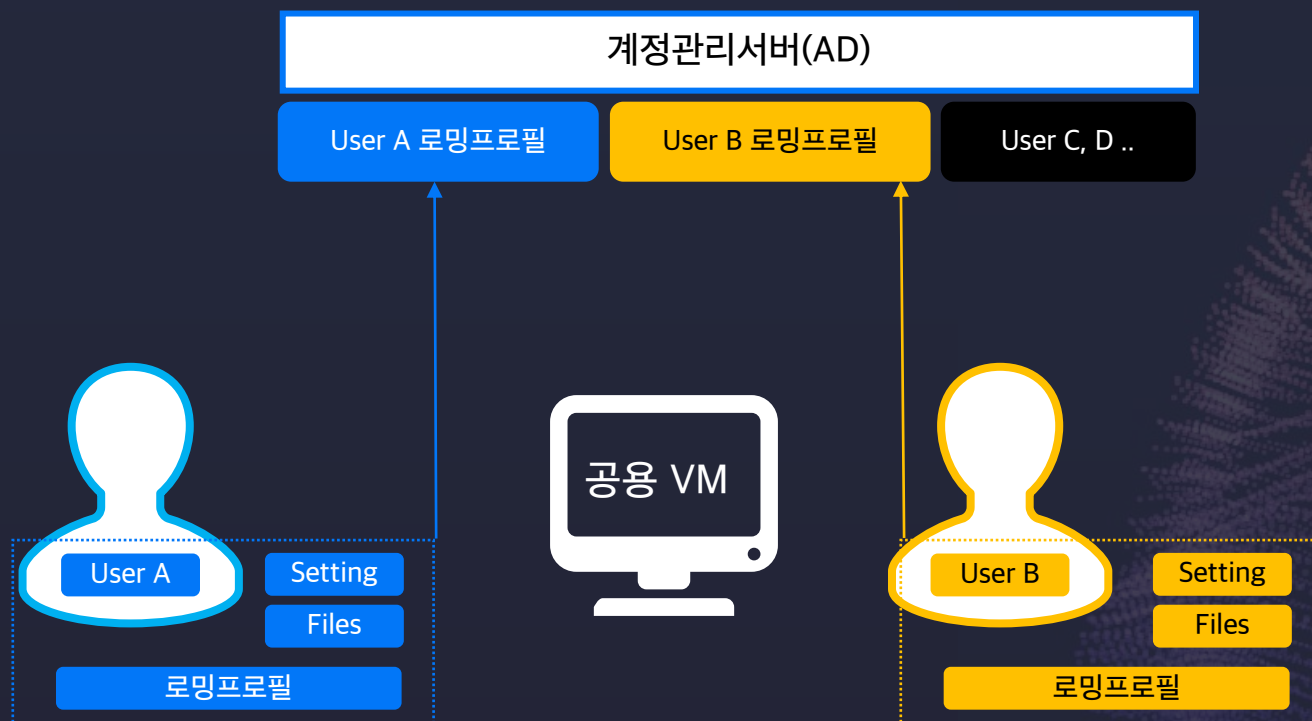 계정관리서버(AD)
User A 로밍프로필
User B 로밍프로필
User C, D ..
공용 VM
User A
Setting
Files
로밍프로필
User B
Setting
Files
로밍프로필